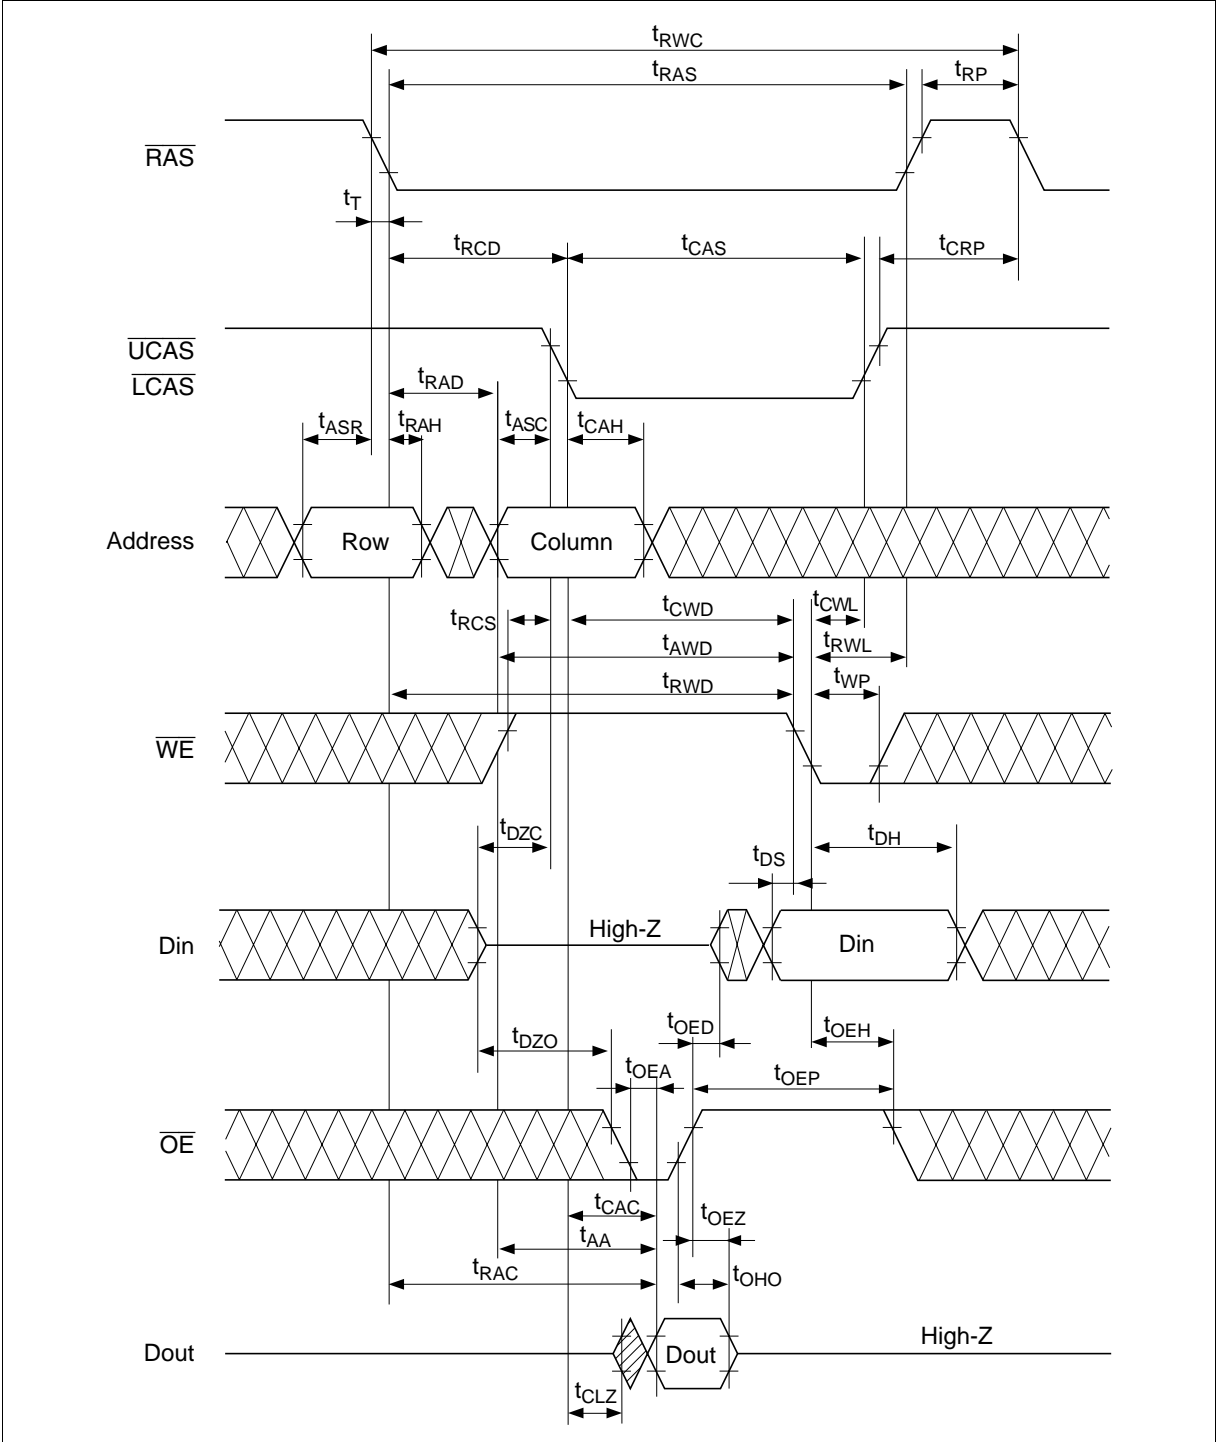 tRWC
tRAS
tRP
RAS
tT
tRCD
tCAS
tCRP
UCAS
LCAS
tRAD
tASR
tRAH
tASC
tCAH
Address
Row
Column
tRCS
tCWD
tCWL
tAWD
tRWL
tRWD
tWP
WE
tDZC
tDS
tDH
Din
High-Z
Din
tDZO
tOED
tOEH
tOEA
tOEP
OE
tCAC
tOEZ
tAA
tRAC
tOHO
Dout
Dout
High-Z
tCLZ